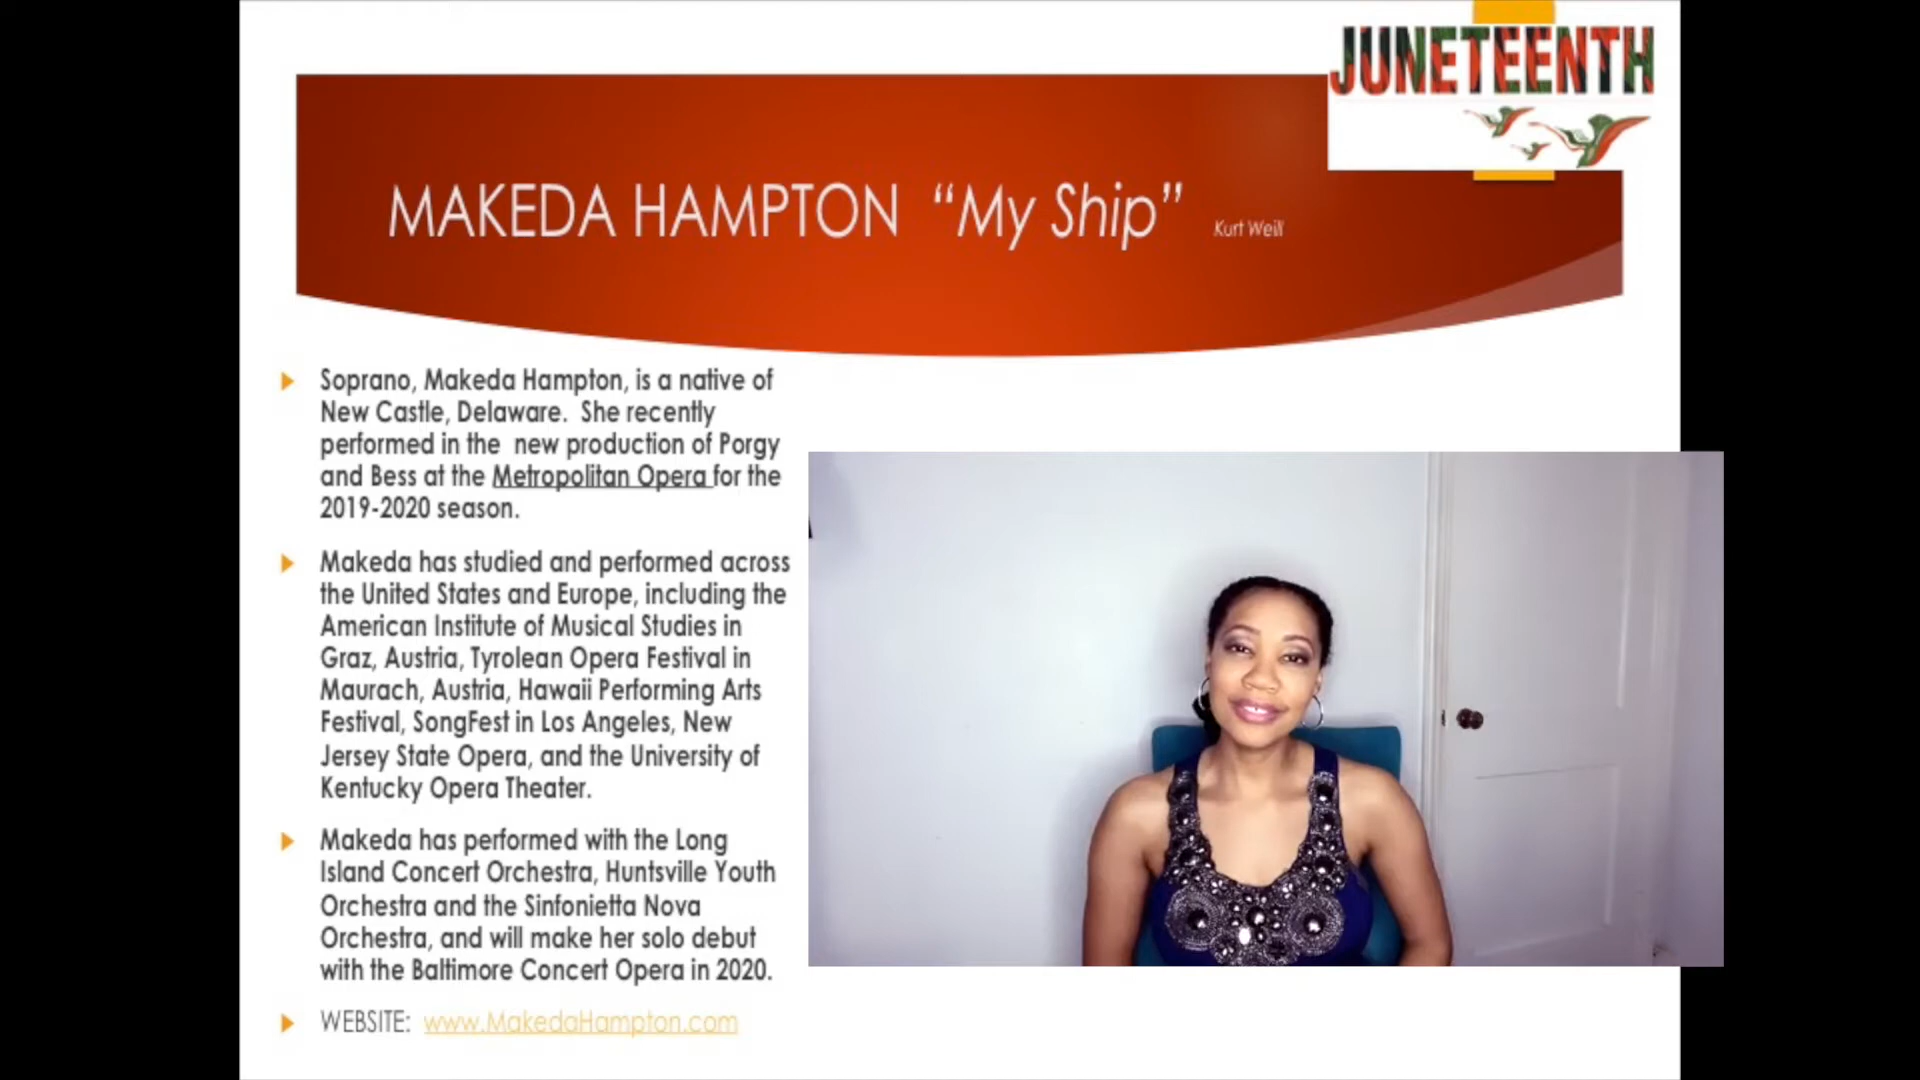 JUNETEENTH
MAKEDA HAMPTON “My Ship” Kurt Weill
Soprano, Makeda Hampton, is a native of
New Castle, Delaware. She recently
performed in the new production of Porgy
and Bess at the Metropolitan Opera for the
2019-2020 season.
Makeda has studied and performed across
the United States and Europe, including the
American Institute of Musical Studies in
Graz, Austria, Tyrolean Opera Festival in
Maurach, Austria, Hawaii Performing Arts
Festival, SongFest in Los Angeles, New
Jersey State Opera, and the University of
Kentucky Opera Theater.
Makeda has performed with the Long
Island Concert Orchestra, Huntsville Youth
Orchestra and the Sinfonietta Nova
Orchestra, and will make her solo debut
with the Baltimore Concert Opera in 2020.
WEBSITE: www.MakedaHampton.com